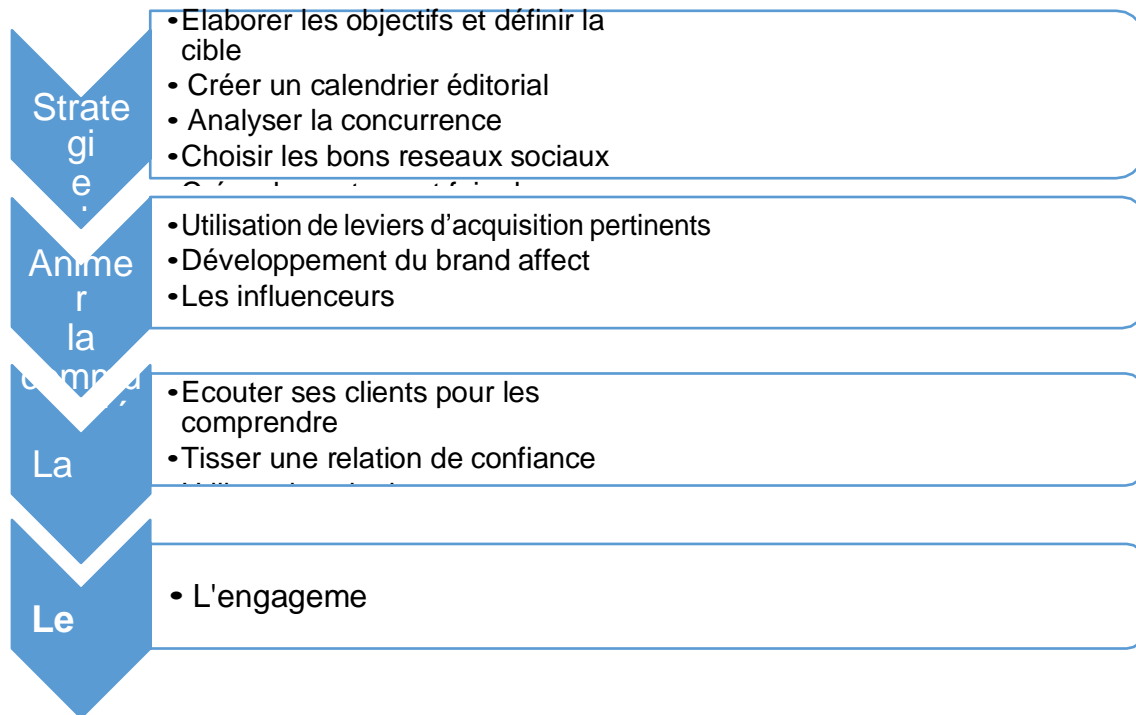 Strate
gi
e
•Elaborer les objectifs et définir la
cible
• Créer un calendrier éditorial
• Analyser la concurrence
•Choisir les bons reseaux sociaux
Anime
r
la
•Utilisation de leviers d’acquisition pertinents
•Développement du brand affect
•Les influenceurs
La
•Ecouter ses clients pour les
comprendre
•Tisser une relation de confiance
Le
• L'engageme